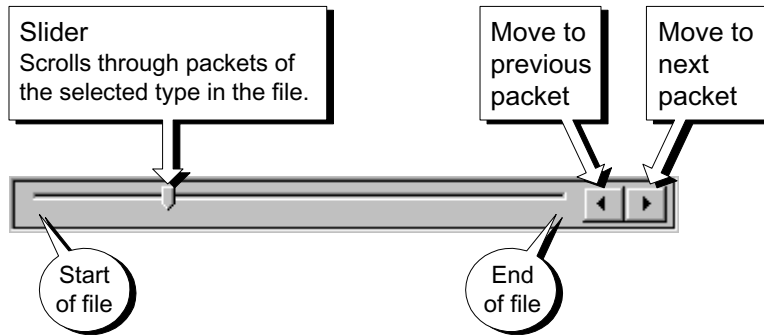 Slider
Scrolls through packets of
the selected type in the file.
Move to
previous
packet
Move to
next
packet
Start
of file
End
of file